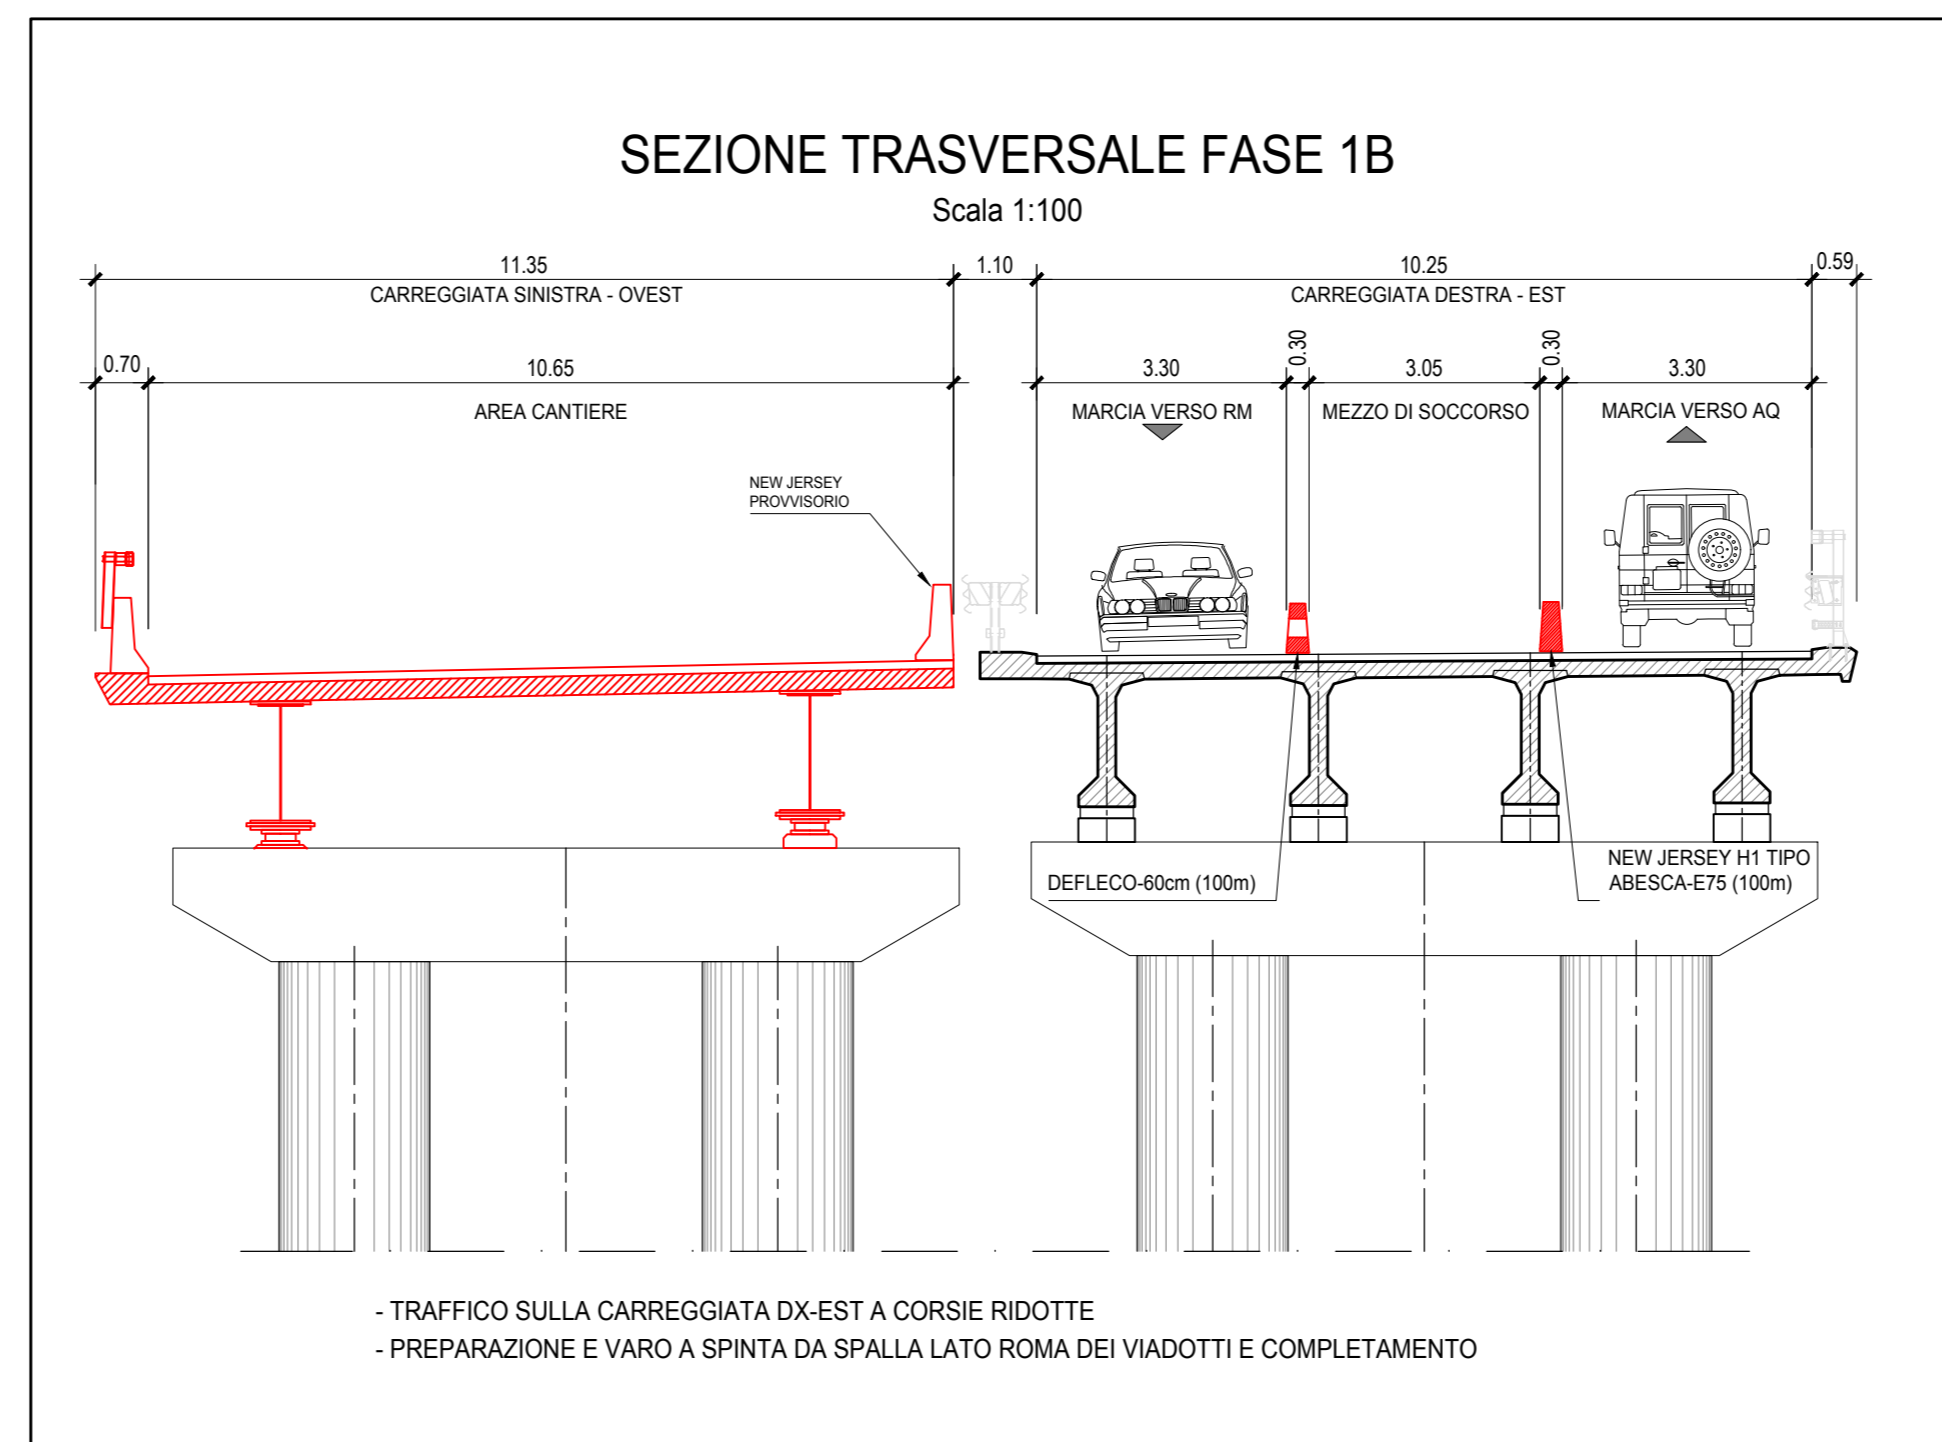 SEZIONE TRASVERSALE FASE 1B
Scala 1:100
11.35
1.10
10.25
0.59
CARREGGIATA SINISTRA - OVEST
CARREGGIATA DESTRA - EST
0.70
10.65
3.30
0.30
3.05
0.30
3.30
AREA CANTIERE
MARCIA VERSO RM
MEZZO DI SOCCORSO
MARCIA VERSO AQ
NEW JERSEY
PROVVISORIO
DEFLECO-60cm (100m)
NEW JERSEY H1 TIPO
ABESCA-E75 (100m)
- TRAFFICO SULLA CARREGGIATA DX-EST A CORSIE RIDOTTE
- PREPARAZIONE E VARO A SPINTA DA SPALLA LATO ROMA DEI VIADOTTI E COMPLETAMENTO